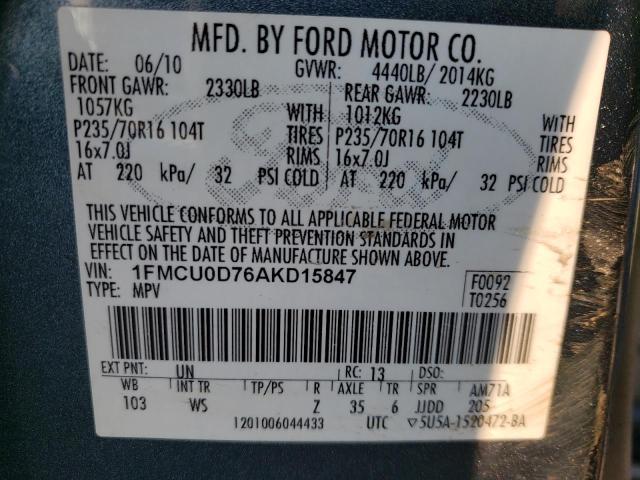 MFD. BY FORD MOTOR CO.
DATE: 06/10 GVWR: 4440LB/ 2014KG
FRONT GAWR: 2330LB REAR GAWR: 2230LB
1057KG WITH 1012KG WITH
P235/70R16 104T TIRES P235/70R16 104T TIRES
16x7.0J RIMS 16x7.0J RIMS
AT 220 kPa/ 32 PSI COLD AT 220 kPa/ 32 PSI COLD
THIS VEHICLE CONFORMS TO ALL APPLICABLE FEDERAL MOTOR
VEHICLE SAFETY AND THEFT PREVENTION STANDARDS IN
EFFECT ON THE DATE OF MANUFACTURE SHOWN ABOVE.
VIN: 1FMCU0D76AKD15847 F0092
TYPE: MPV T0256
EXT PNT: UN RC: 13 DSO:
WB INT TR TP/PS R AXLE TR SPR AM71A
103 WS Z 35 6 JJDD 205
1201006044433 UTC ▽5U5A-1520472-BA
Ford